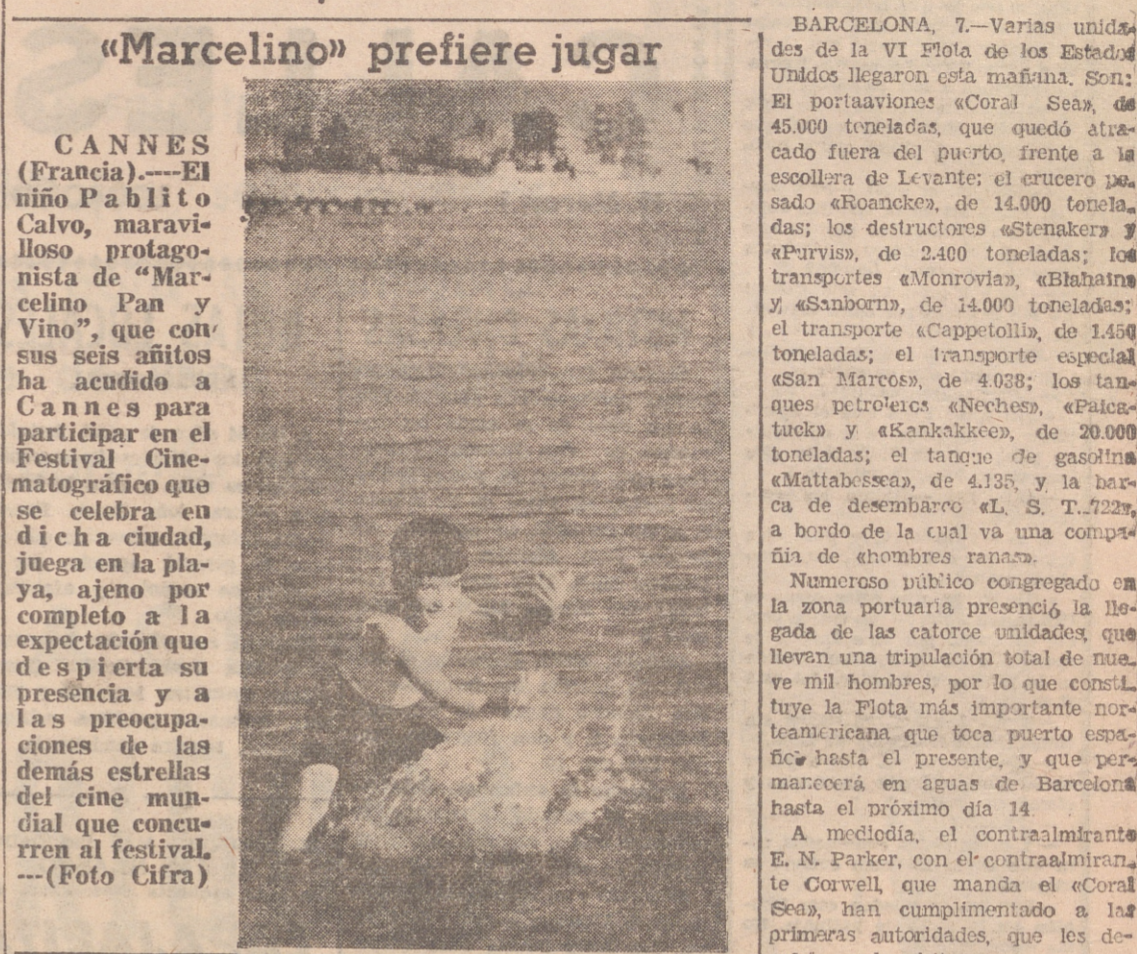 «Marcelino» prefiere jugar
CANNES
(Francia).----El
niño Pablito
Calvo, maravi-
lloso protago-
nista de "Mar-
celino Pan y
Vino", que con
sus seis añitos
ha acudido a
Cannes para
participar en el
Festival Cine-
matográfico que
se celebra en
dicha ciudad,
juega en la pla-
ya, ajeno por
completo a la
expectación que
despierta su
presencia y a
las preocupa-
ciones de las
demás estrellas
del cine mun-
dial que concu-
rren al festival.
---(Foto Cifra)
BARCELONA, 7.—Varias unida-
des de la VI Flota de los Estados
Unidos llegaron esta mañana. Son:
El portaaviones «Coral Sea», de
45.000 toneladas, que quedó atra-
cado fuera del puerto, frente a la
escollera de Levante; el crucero pe-
sado «Roancke», de 14.000 tonela-
das; los destructores «Stenaker» y
«Purvis», de 2.400 toneladas; los
transportes «Monrovia», «Blahain»
y «Sanborn», de 14.000 toneladas;
el transporte «Cappetolli», de 1.450
toneladas; el transporte especial
«San Marcos», de 4.038; los tan-
ques petroleros «Neches», «Palca-
tuck» y «Kankakkee», de 20.000
toneladas; el tanque de gasolina
«Mattabessea», de 4.135, y la bar-
ca de desembarco «L. S. T. 722»,
a bordo de la cual va una compa-
ñia de «hombres ranas».
Numeroso público congregado en
la zona portuaria presenció la lle-
gada de las catorce unidades, que
llevan una tripulación total de nue-
ve mil hombres, por lo que consti-
tuye la Flota más importante nor-
teamericana que toca puerto espa-
ñol hasta el presente, y que per-
manecerá en aguas de Barcelona
hasta el próximo día 14.
A mediodía, el contraalmirante
E. N. Parker, con el contraalmiran-
te Corwell, que manda el «Coral
Sea», han cumplimentado a las
primeras autoridades, que les de-